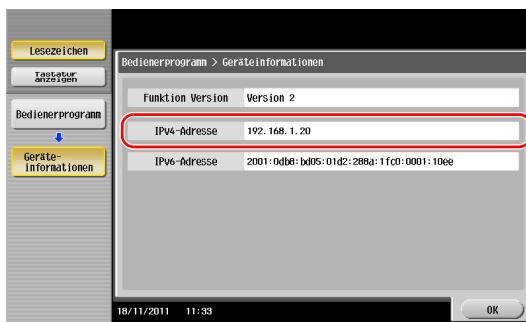 Lesezeichen
Tastatur
anzeigen
Bedienerprogramm
Geräte-
informationen
Bedienerprogramm > Geräteinformationen
Funktion Version Version 2
IPv4-Adresse 192.168.1.20
IPv6-Adresse 2001:0db8:bd05:01d2:288a:1fc0:0001:10ee
18/11/2011 11:33
OK